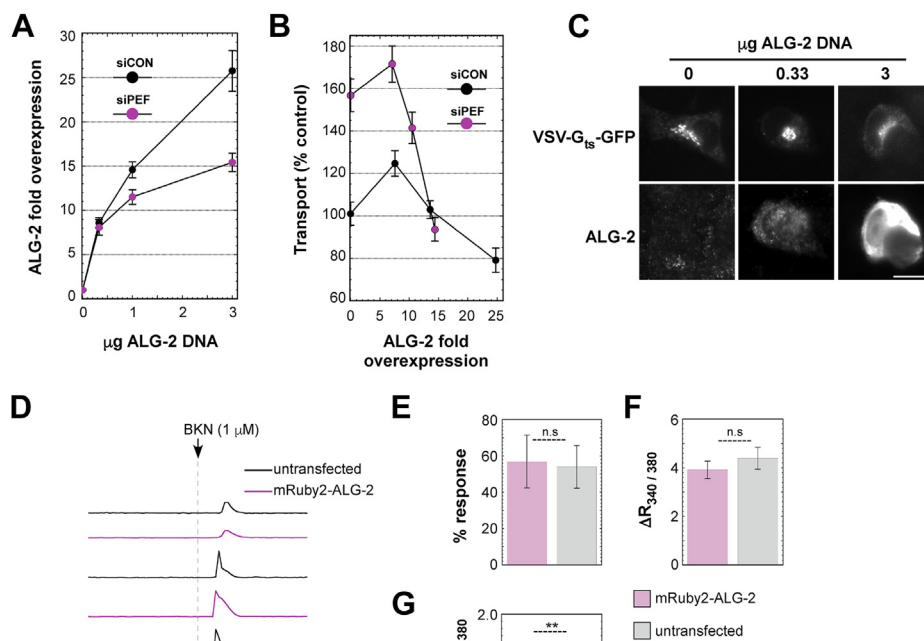 A
ALG-2 fold overexpression
30
25
20
15
10
5
0
siCON
siPEF
0
1
2
3
μg ALG-2 DNA
B
Transport (% control)
180
160
140
120
100
80
60
siCON
siPEF
0
5
10
15
20
25
ALG-2 fold
overexpression
C
μg ALG-2 DNA
0 0.33 3
VSV-Gts-GFP
ALG-2
D
BKN (1 μM)
untransfected
mRuby2-ALG-2
E
% response
80
60
40
20
0
n.s
F
ΔR340 / 380
6
4
2
0
n.s
mRuby2-ALG-2
untransfected
G
380
2.0
**